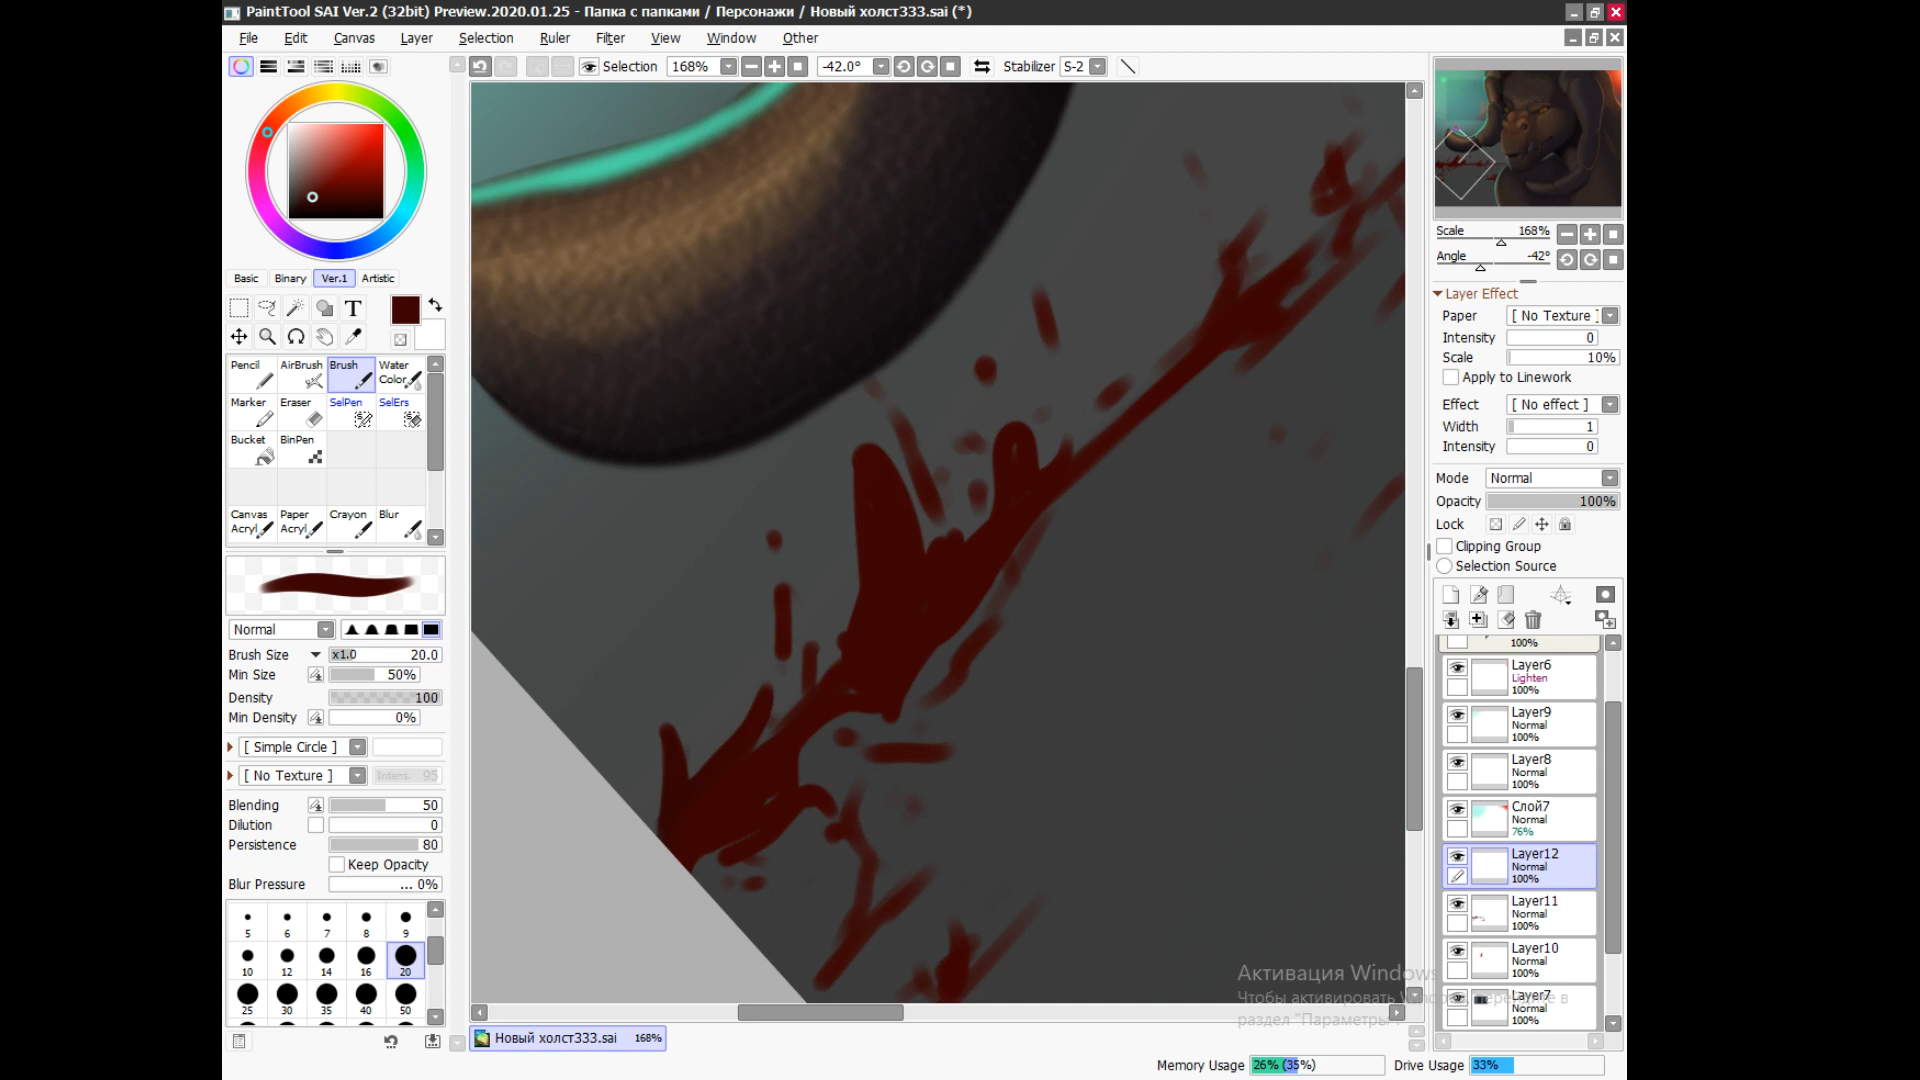 PaintTool SAI Ver.2 (32bit) Preview.2020.01.25 - Папка с папками / Персонажи / Новый холст333.sai (*)
File Edit Canvas Layer Selection Ruler Filter View Window Other
Selection 168% -42.0° Stabilizer S-2
Basic Binary Ver.1 Artistic
T
Pencil AirBrush Brush Water Color
Marker Eraser SelPen SelErs
Bucket BinPen
Canvas Acryl Paper Acryl Crayon Blur
Normal
Brush Size x1.0 20.0
Min Size 50%
Density 100
Min Density 0%
[ Simple Circle ]
[ No Texture ] Intens. 95
Blending 50
Dilution 0
Persistence 80
Keep Opacity
Blur Pressure ... 0%
5 6 7 8 9
10 12 14 16 20
25 30 35 40 50
Scale 168%
Angle -42°
Layer Effect
Paper [ No Texture ]
Intensity 0
Scale 10%
Apply to Linework
Effect [ No effect ]
Width 1
Intensity 0
Mode Normal
Opacity 100%
Lock
Clipping Group
Selection Source
100%
Layer6
Lighten
100%
Layer9
Normal
100%
Layer8
Normal
100%
Слой7
Normal
76%
Layer12
Normal
100%
Layer11
Normal
100%
Layer10
Normal
100%
Layer7
Normal
100%
Активация Windows
Чтобы активировать Windows, перейдите в
раздел "Параметры".
Новый холст333.sai 168%
Memory Usage 26% (35%) Drive Usage 33%